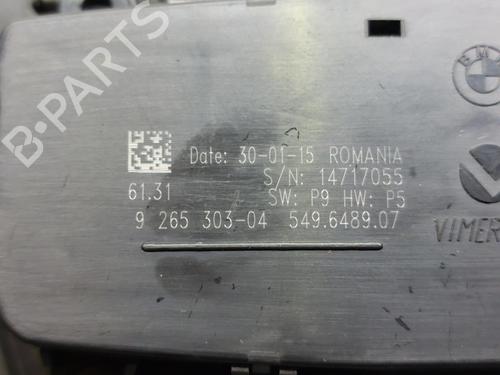 B-PARTS
BMW
Date: 30-01-15 ROMANIA
S/N: 14717055
61.31 SW: P9 HW: P5
9 265 303-04 549.6489.07